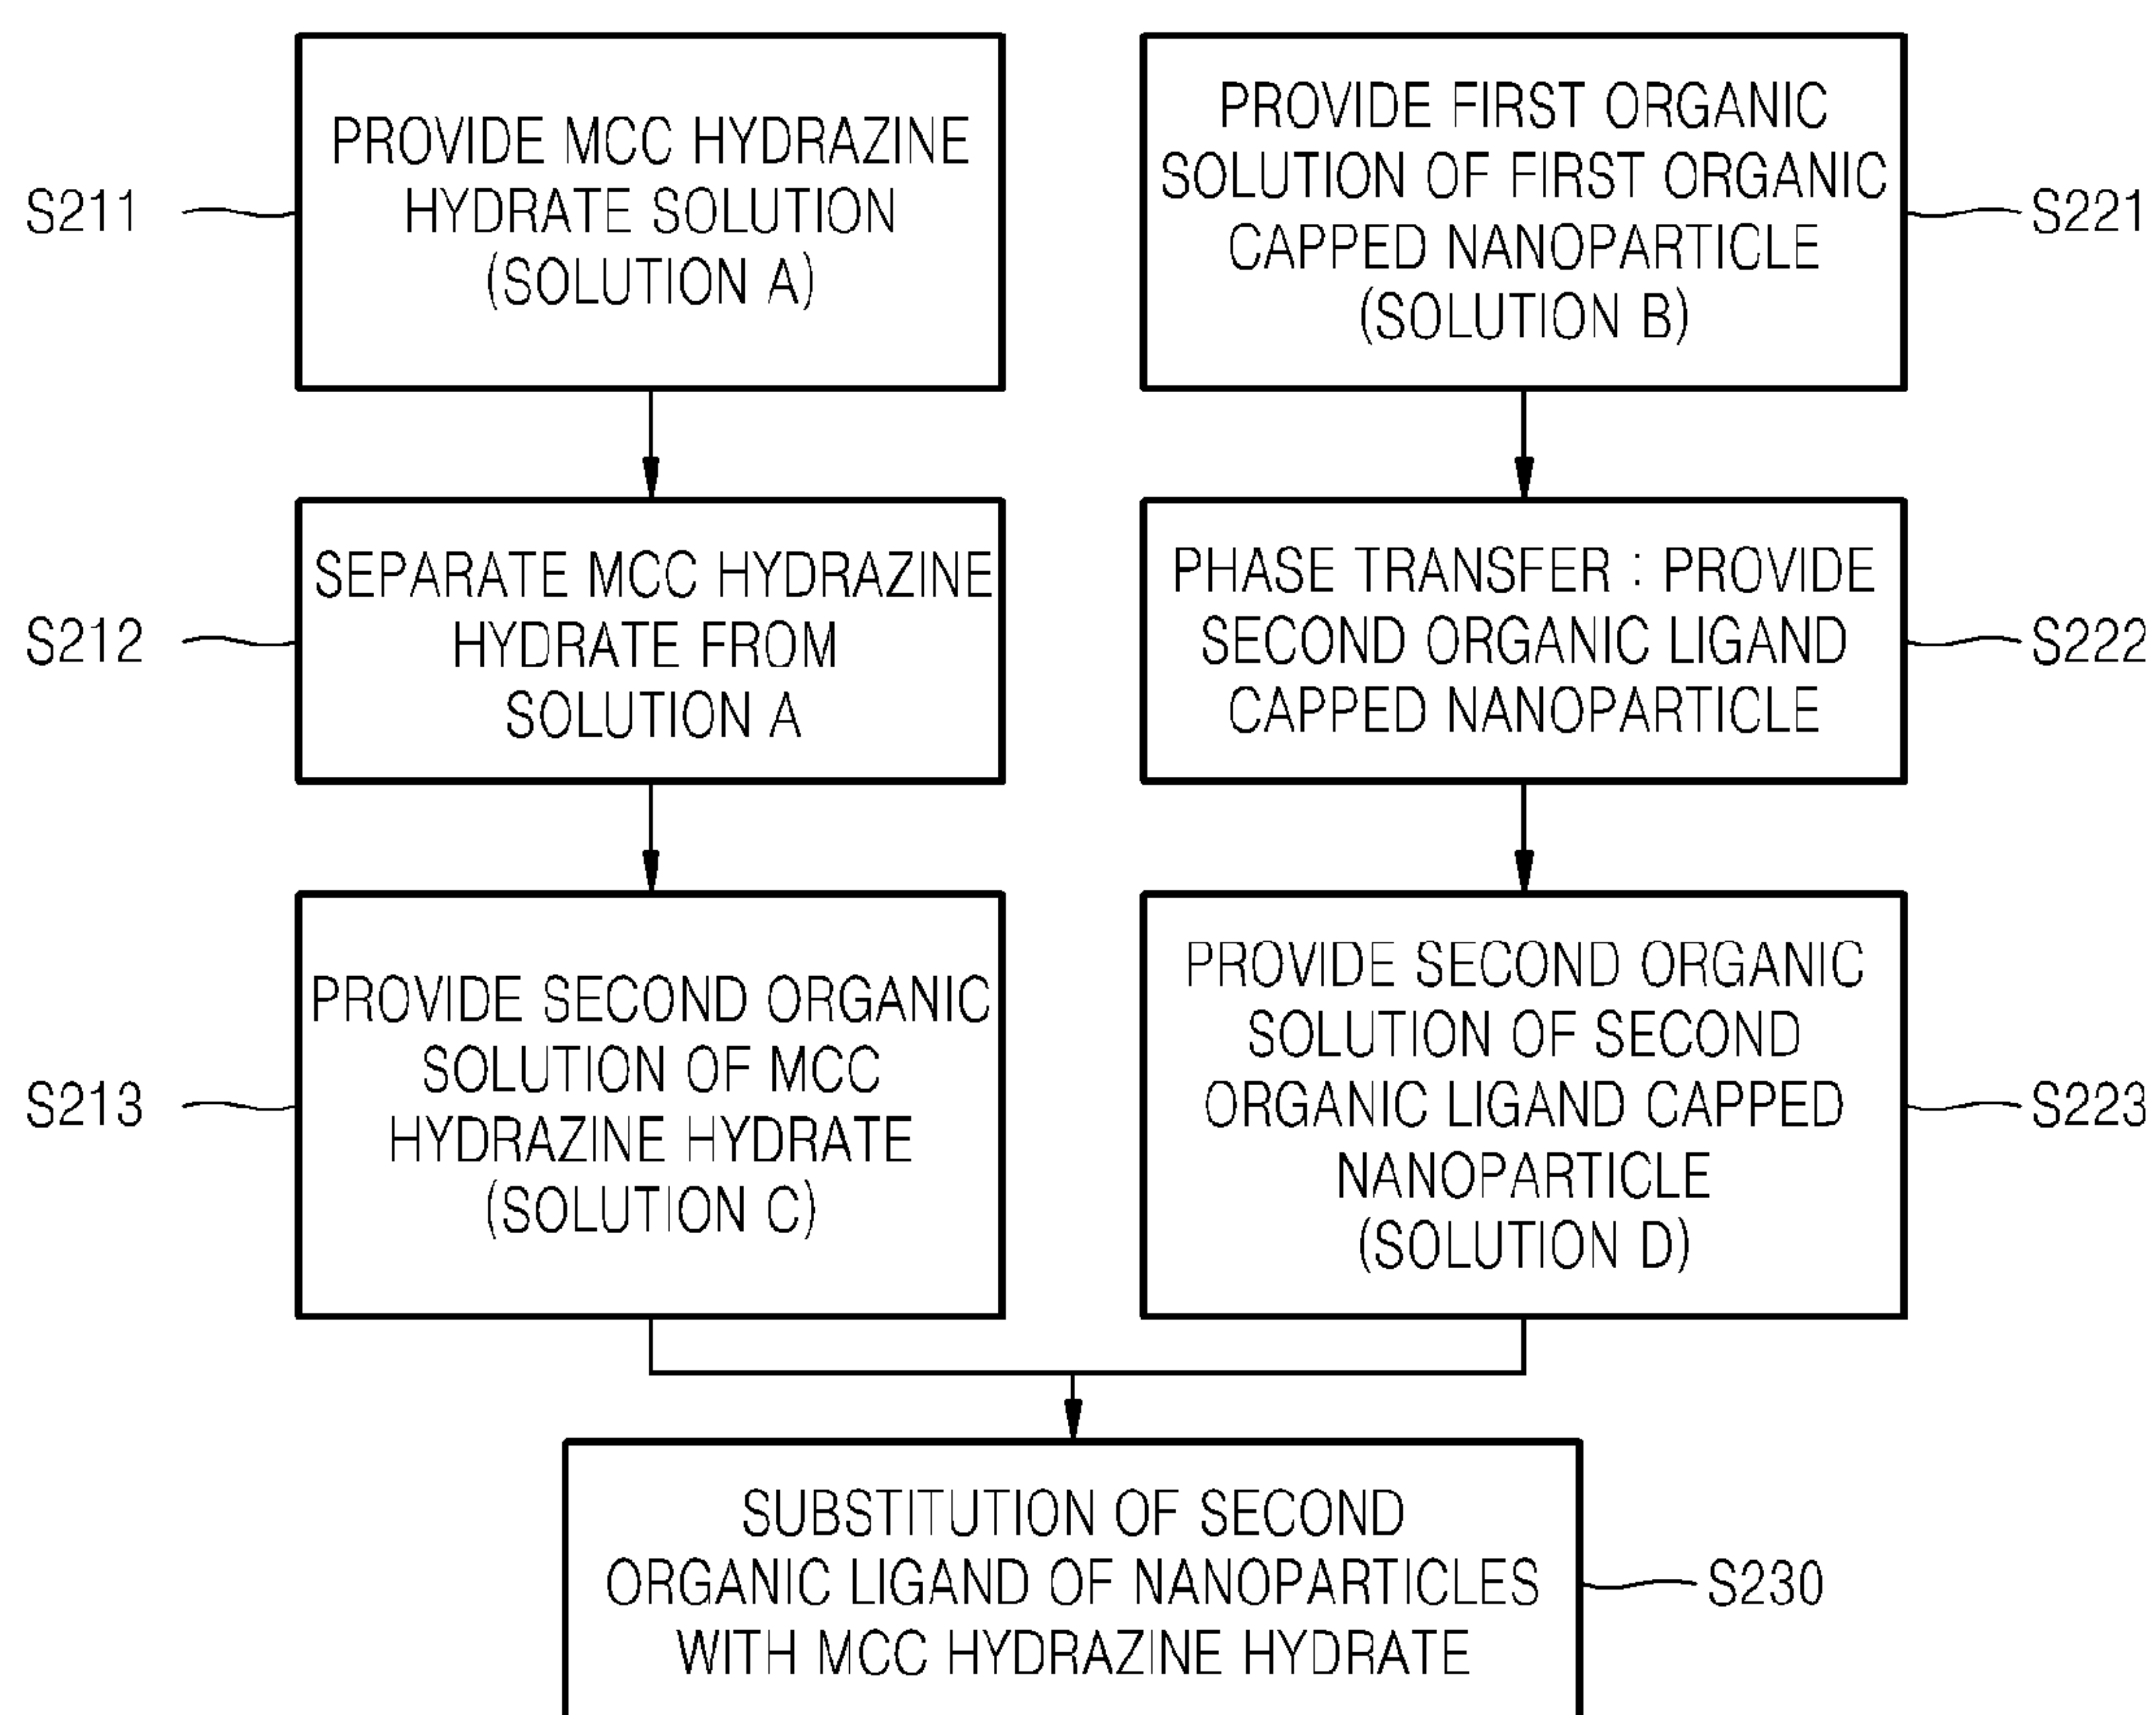 S211
PROVIDE MCC HYDRAZINE
HYDRATE SOLUTION
(SOLUTION A)
PROVIDE FIRST ORGANIC
SOLUTION OF FIRST ORGANIC
CAPPED NANOPARTICLE
(SOLUTION B)
S221
S212
SEPARATE MCC HYDRAZINE
HYDRATE FROM
SOLUTION A
PHASE TRANSFER : PROVIDE
SECOND ORGANIC LIGAND
CAPPED NANOPARTICLE
S222
S213
PROVIDE SECOND ORGANIC
SOLUTION OF MCC
HYDRAZINE HYDRATE
(SOLUTION C)
PROVIDE SECOND ORGANIC
SOLUTION OF SECOND
ORGANIC LIGAND CAPPED
NANOPARTICLE
(SOLUTION D)
S223
SUBSTITUTION OF SECOND
ORGANIC LIGAND OF NANOPARTICLES
WITH MCC HYDRAZINE HYDRATE
S230